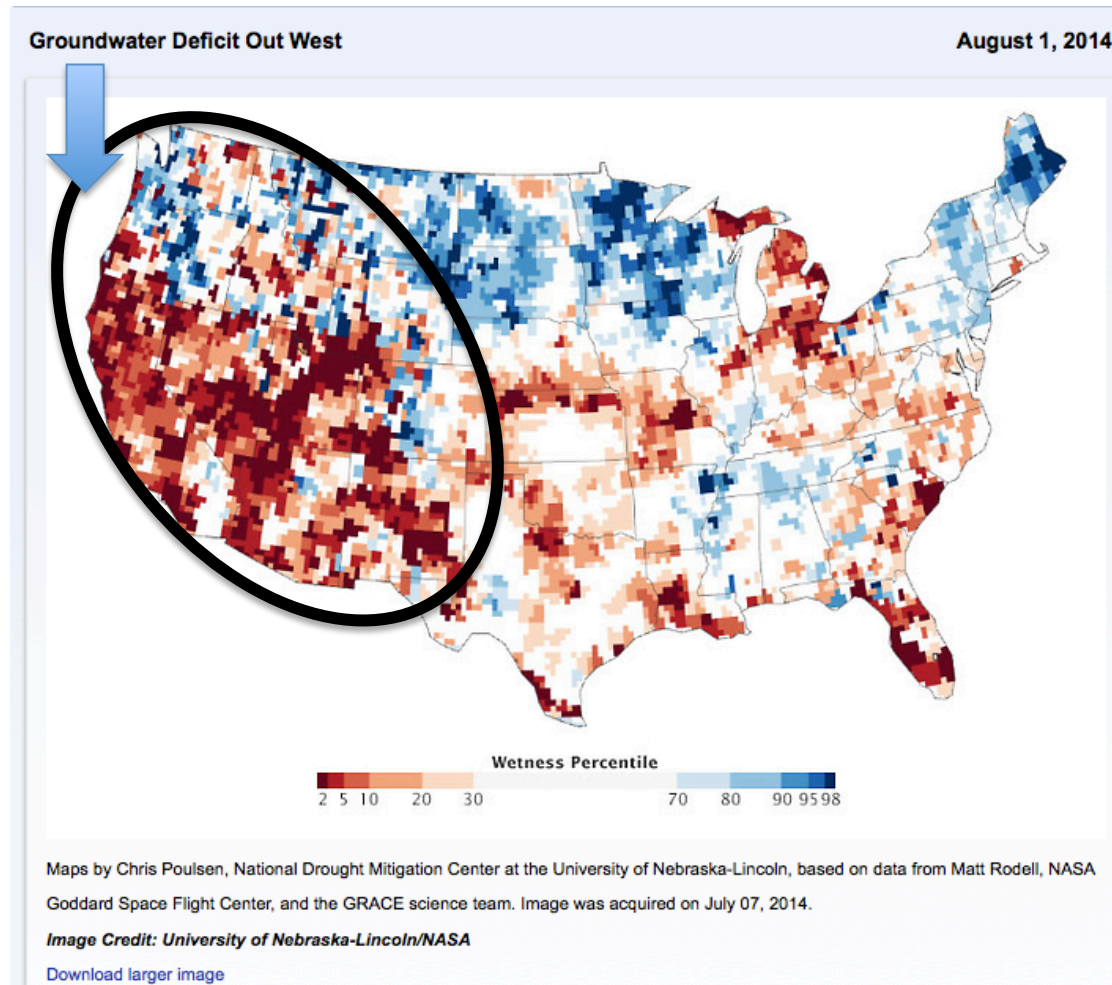 Groundwater Deficit Out West
August 1, 2014
Wetness Percentile
2 5 10 20 30 70 80 90 95 98
Maps by Chris Poulsen, National Drought Mitigation Center at the University of Nebraska-Lincoln, based on data from Matt Rodell, NASA
Goddard Space Flight Center, and the GRACE science team. Image was acquired on July 07, 2014.
Image Credit: University of Nebraska-Lincoln/NASA
Download larger image